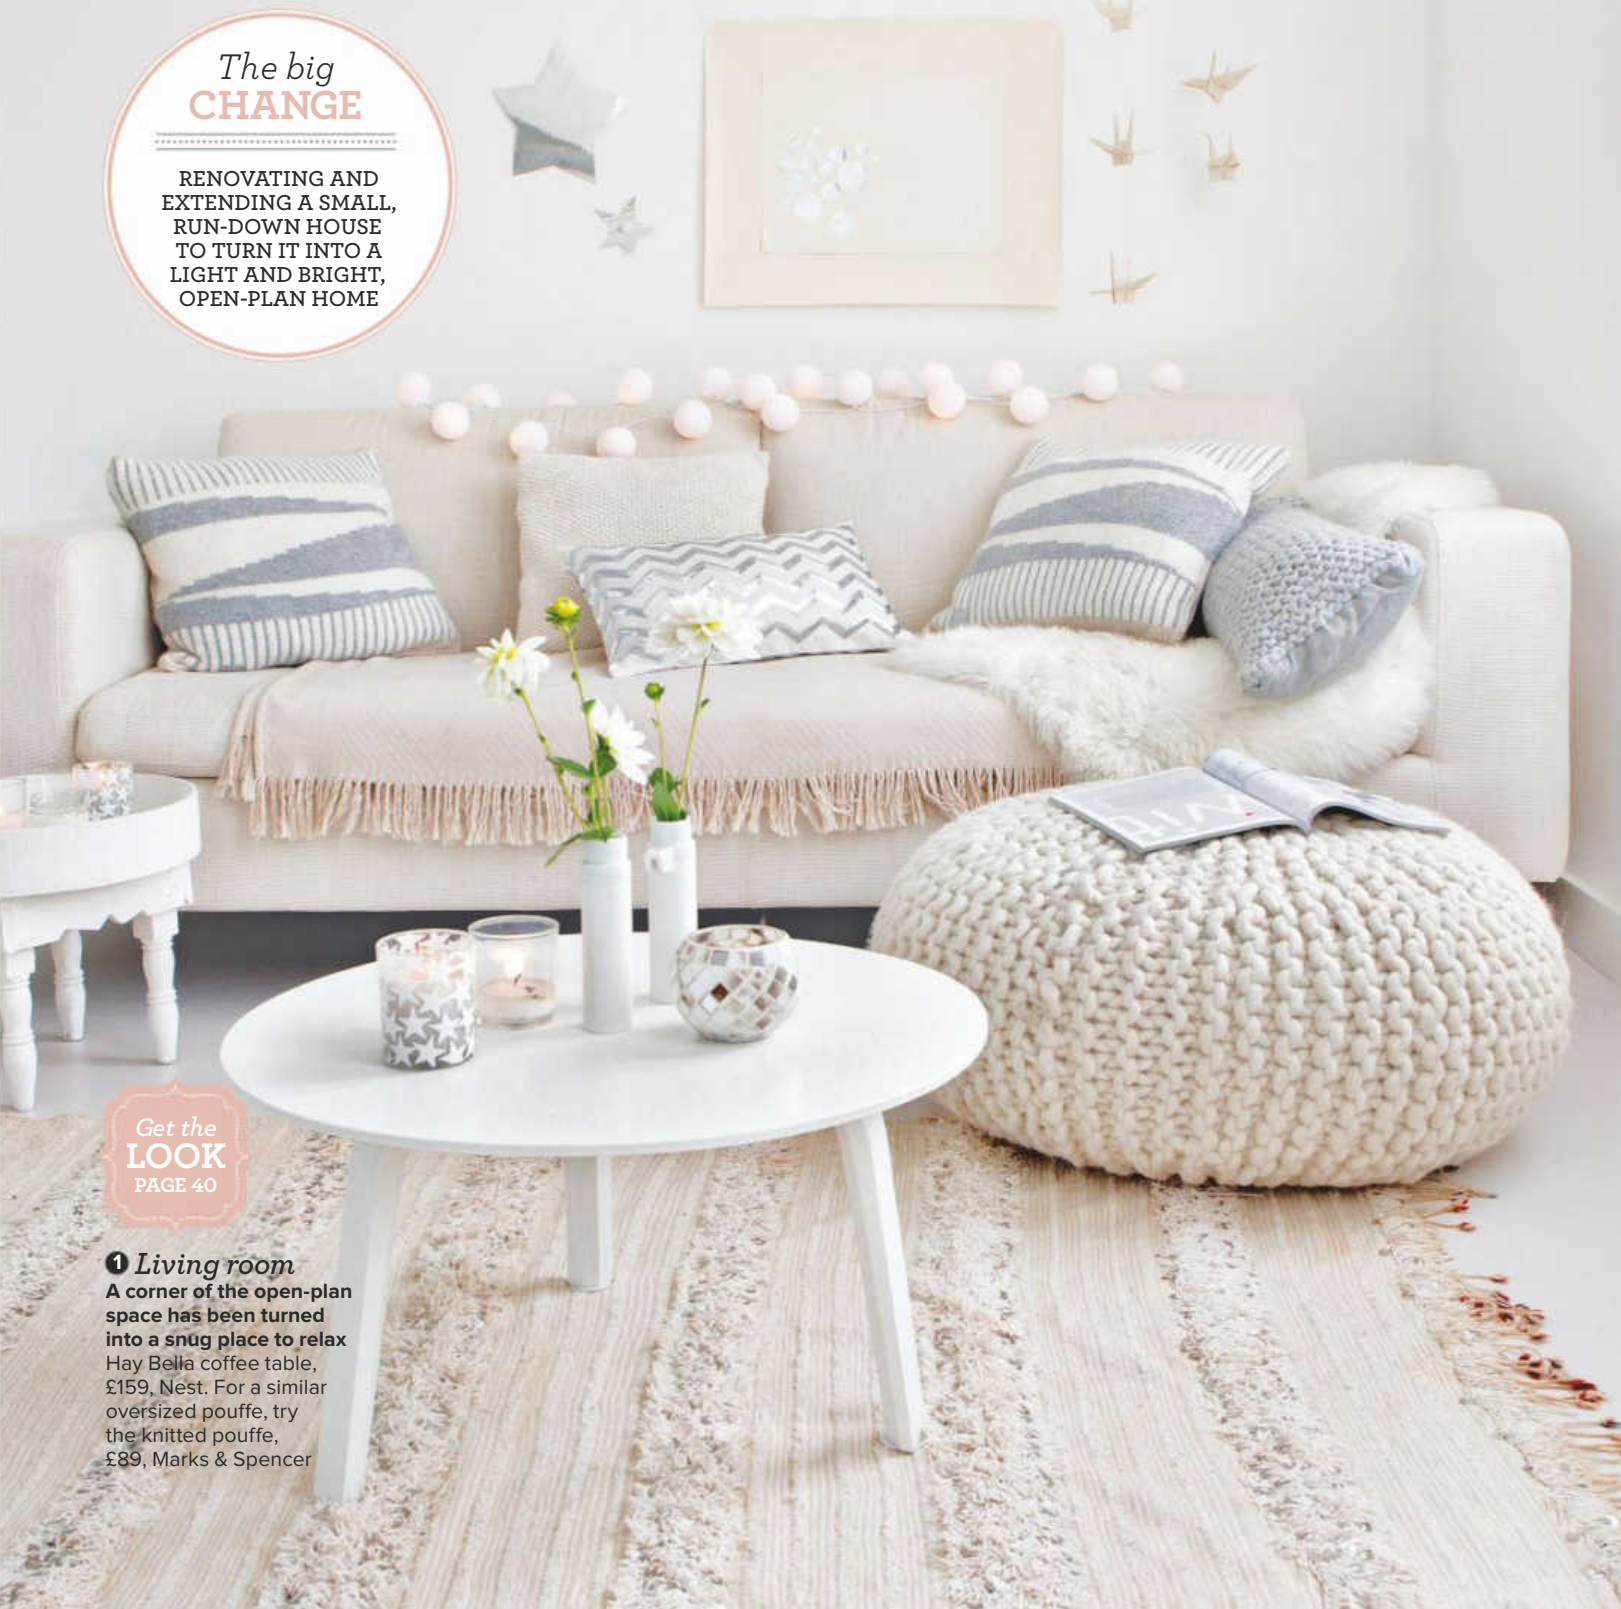 The big
CHANGE
RENOVATING AND
EXTENDING A SMALL,
RUN-DOWN HOUSE
TO TURN IT INTO A
LIGHT AND BRIGHT,
OPEN-PLAN HOME
Get the
LOOK
PAGE 40
1 Living room
A corner of the open-plan
space has been turned
into a snug place to relax
Hay Bella coffee table,
£159, Nest. For a similar
oversized pouffe, try
the knitted pouffe,
£89, Marks & Spencer